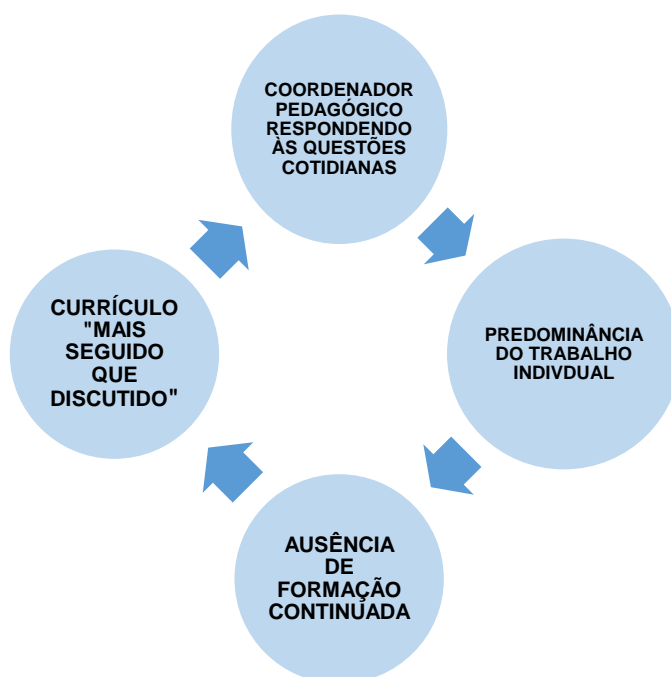 COORDENADOR
PEDAGÓGICO
RESPONDENDO
ÀS QUESTÕES
COTIDIANAS
PREDOMINÂNCIA
DO TRABALHO
INDIVDUAL
AUSÊNCIA
DE
FORMAÇÃO
CONTINUADA
CURRÍCULO
"MAIS
SEGUIDO
QUE
DISCUTIDO"